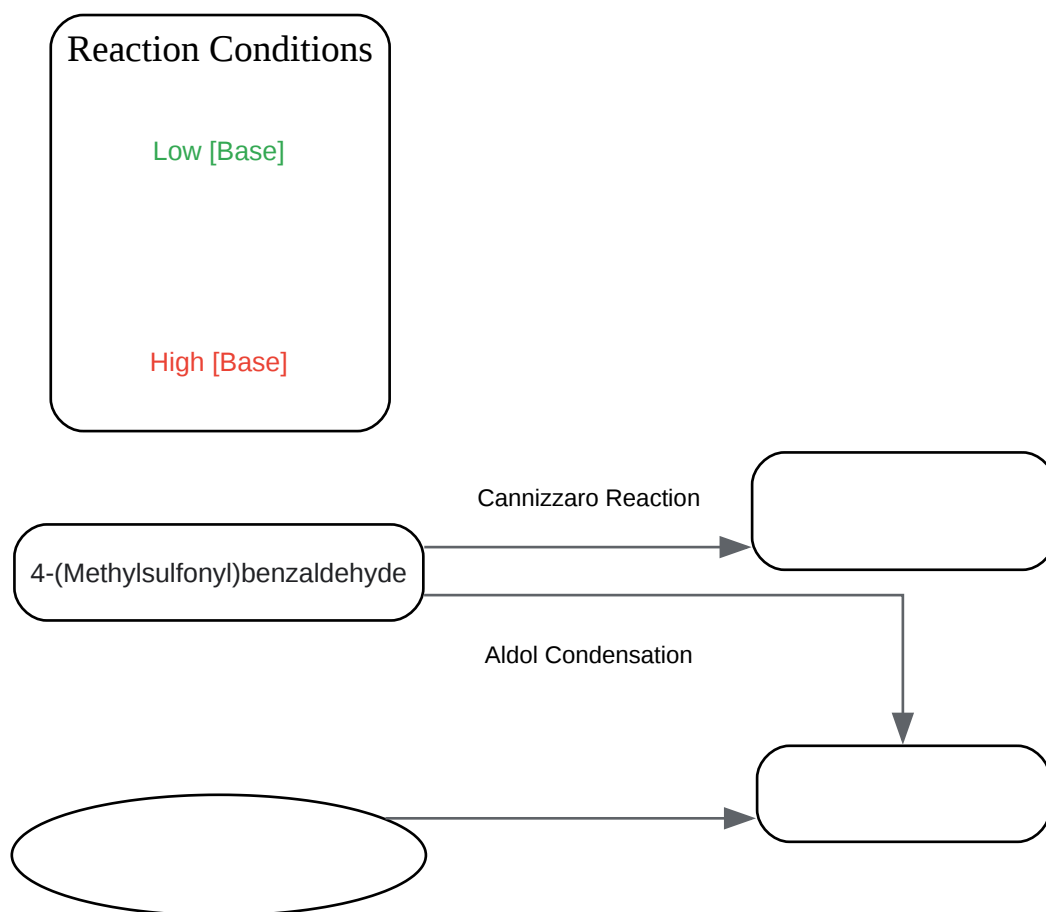 Reaction Conditions
Low [Base]
High [Base]
Cannizzaro Reaction
4-(Methylsulfonyl)benzaldehyde
Aldol Condensation